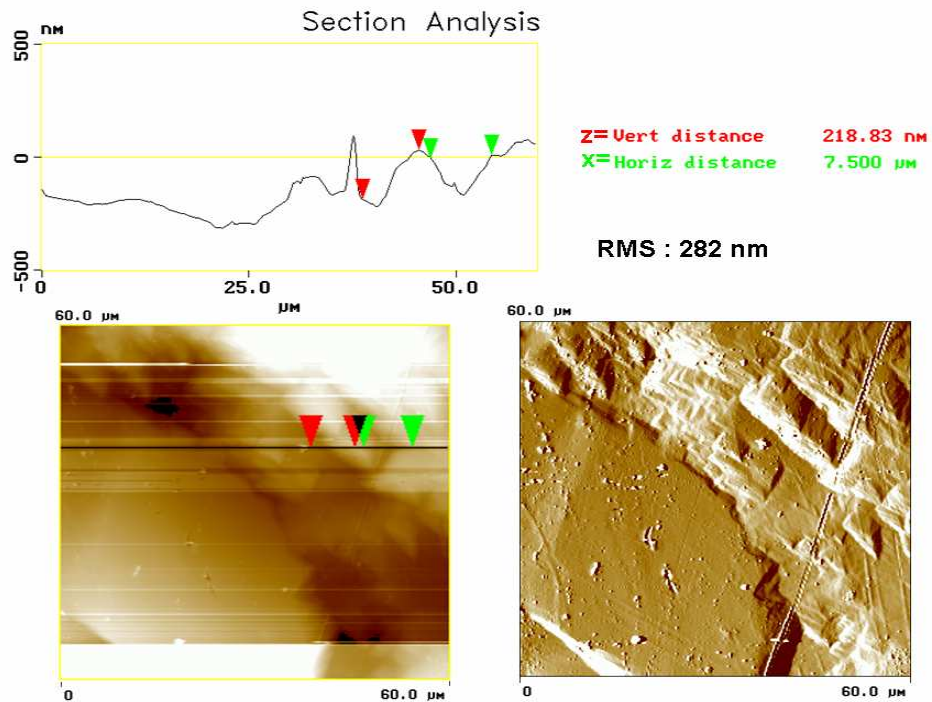 Section Analysis
nM
500
0
-500
0 25.0 50.0
µM
Z= Vert distance 218.83 nM
X= Horiz distance 7.500 µM
RMS : 282 nm
60.0 µM
0 60.0 µM
60.0 µM
0 60.0 µM